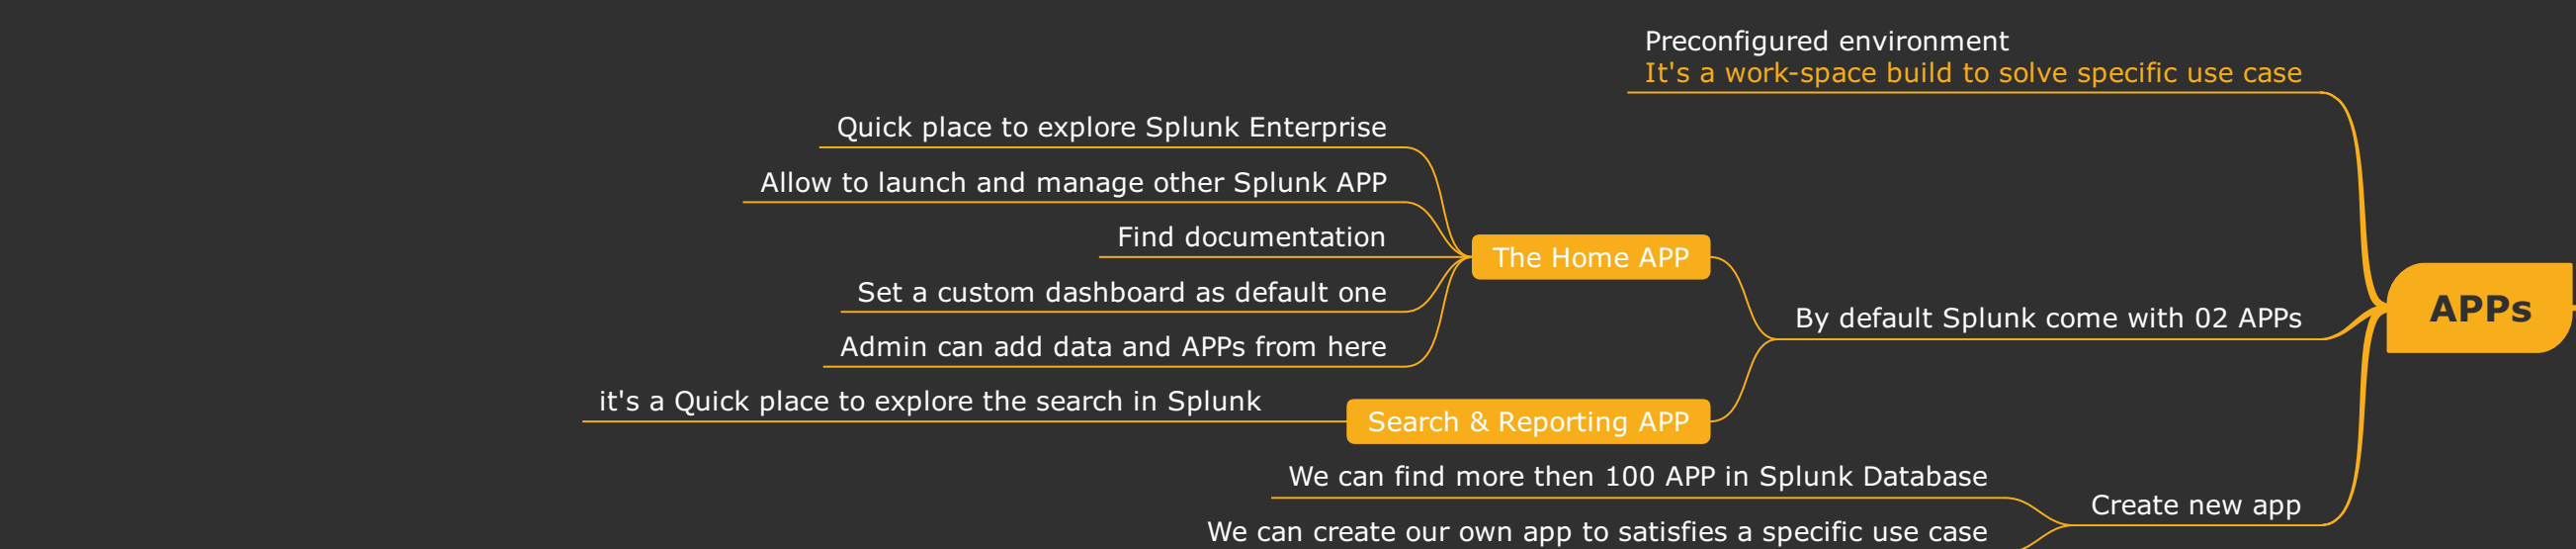 Preconfigured environment
It's a work-space build to solve specific use case
Quick place to explore Splunk Enterprise
Allow to launch and manage other Splunk APP
Find documentation
The Home APP
Set a custom dashboard as default one
APPs
By default Splunk come with 02 APPs
Admin can add data and APPs from here
it's a Quick place to explore the search in Splunk
Search & Reporting APP
We can find more then 100 APP in Splunk Database
Create new app
We can create our own app to satisfies a specific use case